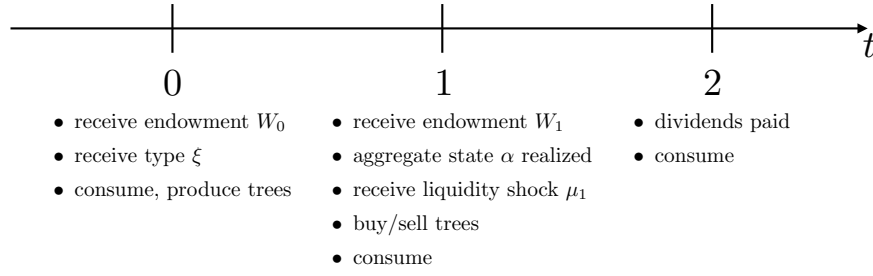 t
0
• receive endowment W₀
• receive type ξ
• consume, produce trees
1
• receive endowment W₁
• aggregate state α realized
• receive liquidity shock μ₁
• buy/sell trees
• consume
2
• dividends paid
• consume